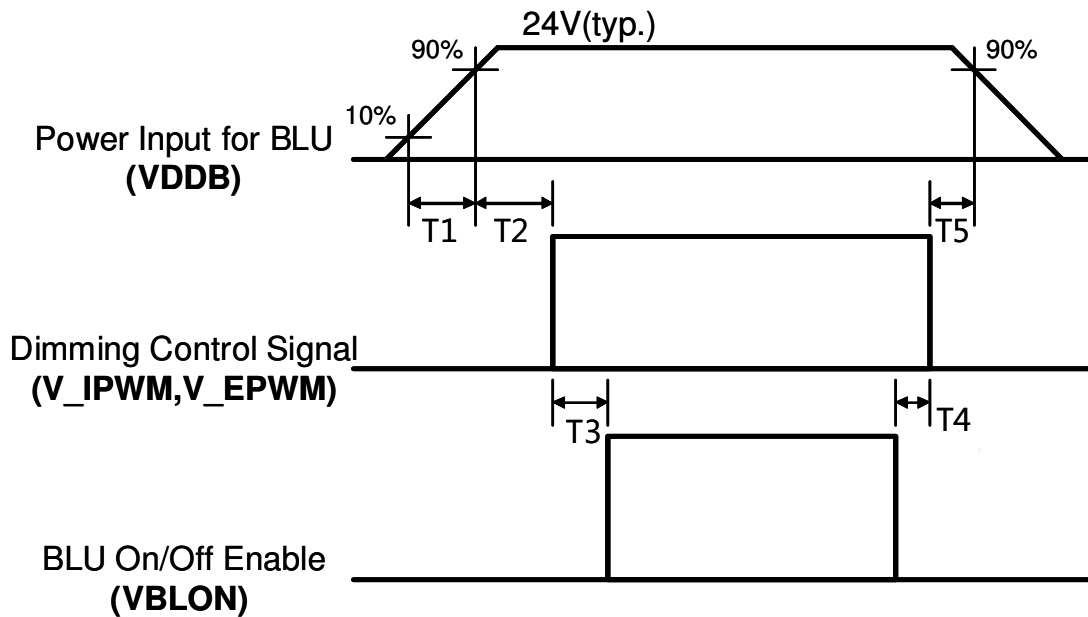 24V(typ.)
90%
90%
10%
Power Input for BLU
(VDDB)
T1
T2
T5
Dimming Control Signal
(V_IPWM,V_EPWM)
T3
T4
BLU On/Off Enable
(VBLON)